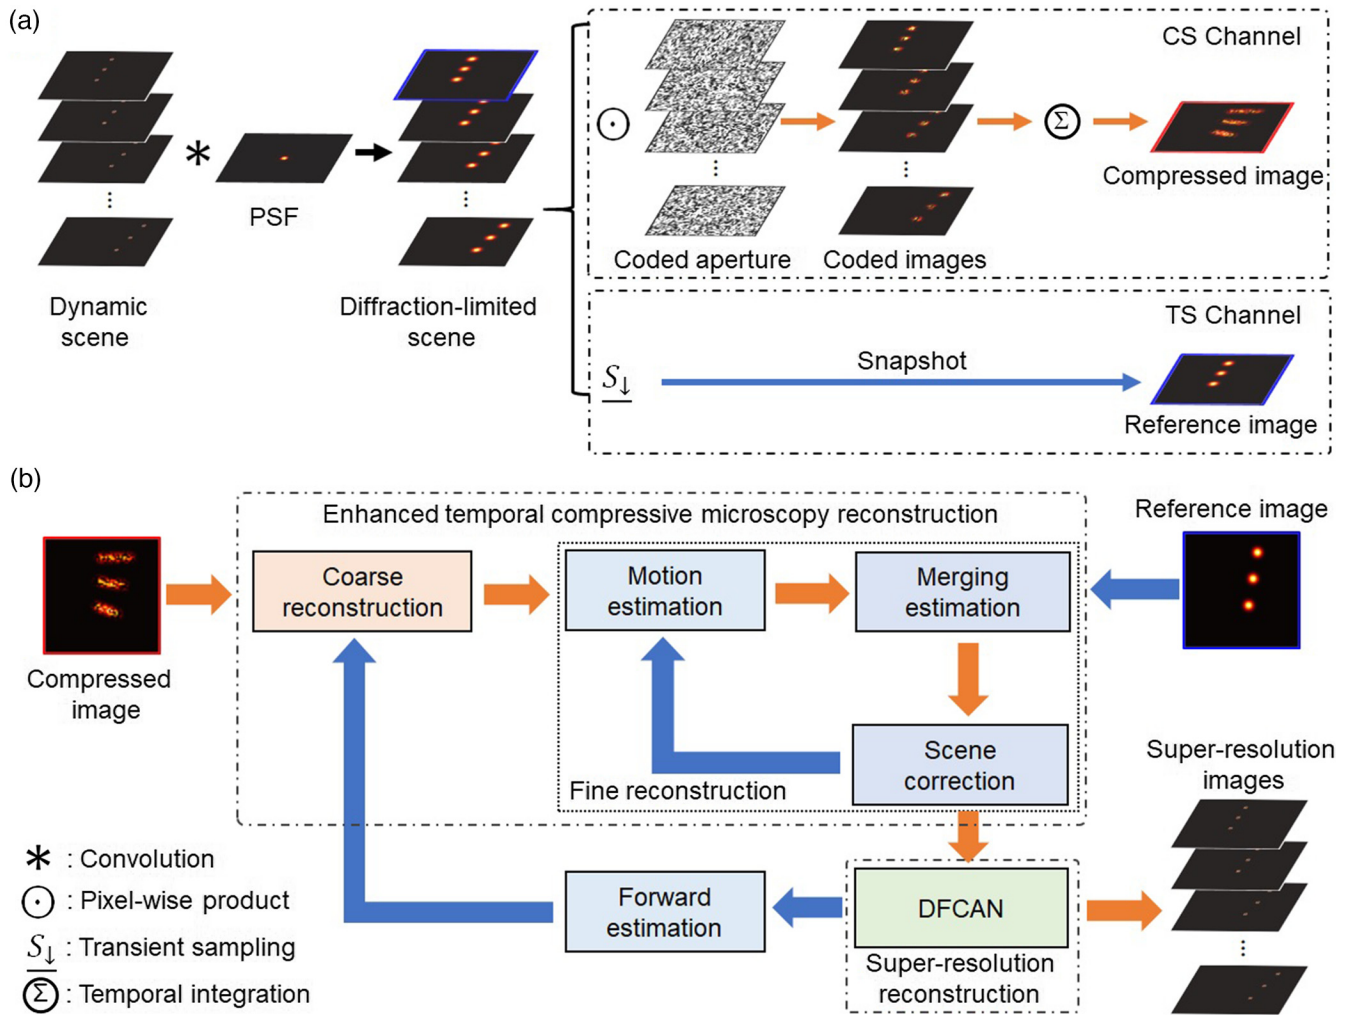 (a)
CS Channel
PSF
Compressed image
Coded aperture
Coded images
Dynamic
scene
Diffraction-limited
scene
TS Channel
S↓
Snapshot
Reference image
(b)
Enhanced temporal compressive microscopy reconstruction
Reference image
Coarse
reconstruction
Motion
estimation
Merging
estimation
Compressed
image
Scene
correction
Fine reconstruction
Super-resolution
images
* : Convolution
⊙ : Pixel-wise product
S↓ : Transient sampling
Σ : Temporal integration
Forward
estimation
DFCAN
Super-resolution
reconstruction
Σ